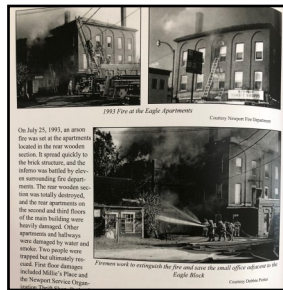 1993 Fire at the Eagle Apartments
Courtesy Newport Fire Department
On July 25, 1993, an arson
fire was set at the apartments
located in the rear wooden
section. It spread quickly to
the brick structure, and the
inferno was battled by elev-
en surrounding fire depart-
ments. The rear wooden sec-
tion was totally destroyed,
and the rear apartments on
the second and third floors
of the main building were
heavily damaged. Other
apartments and hallways
were damaged by water and
smoke. Two people were
trapped but ultimately res-
cued. First floor damages
included Millie's Place and
the Newport Service Organ-
ization Thrift Shop
Firemen work to extinguish the fire and save the small office adjacent to the
Eagle Block
Courtesy Debbie